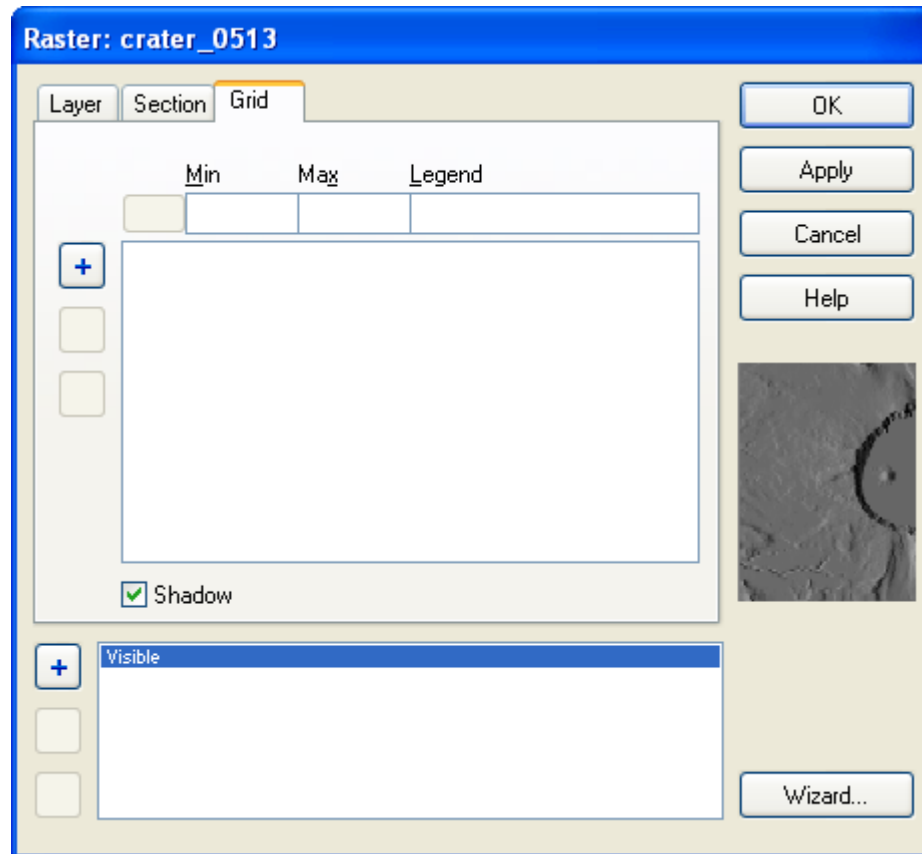 Raster: crater_0513
Layer Section Grid
OK
Min Max Legend
Apply
Cancel
+
Help
Shadow
+
Visible
Wizard...